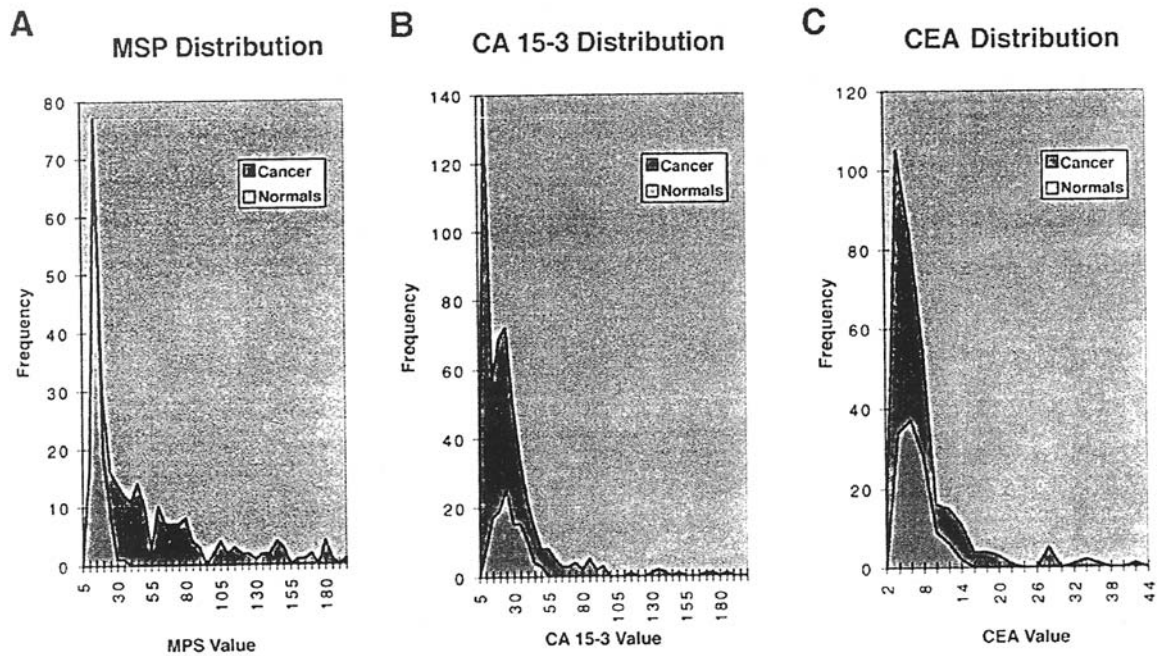 A
MSP Distribution
80
70
60
50
40
30
20
10
0
Frequency
Cancer
Normals
5
30
55
80
105
130
155
180
MPS Value
B
CA 15-3 Distribution
140
120
100
80
60
40
20
0
Frequency
Cancer
Normals
5
30
55
80
105
130
155
180
CA 15-3 Value
C
CEA Distribution
120
100
80
60
40
20
0
Frequency
Cancer
Normals
2
8
14
20
26
32
38
44
CEA Value